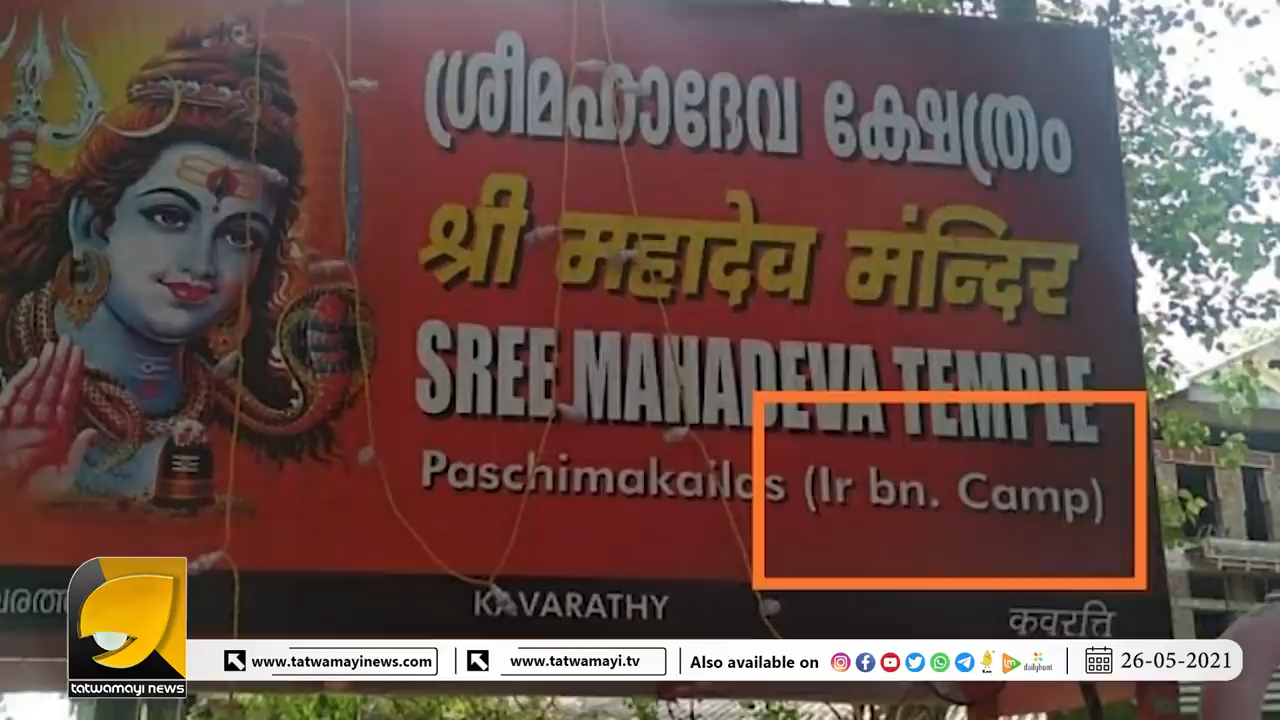 ശ്രീമഹാദേവ ക്ഷേത്രം
श्री महादेव मंन्दिर
SREE MAHADEVA TEMPLE
Paschimakailas (Ir bn. Camp)
KAVARATHY
कवरत्ति
tatwamayi news
www.tatwamayinews.com
www.tatwamayi.tv
Also available on
dailyhunt
26-05-2021